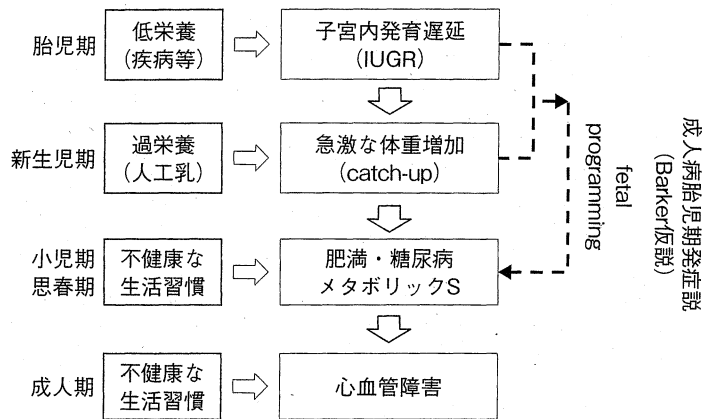 胎児期
低栄養
(疾病等)
子宮内発育遅延
(IUGR)
新生児期
過栄養
(人工乳)
急激な体重増加
(catch-up)
小児期
思春期
不健康な
生活習慣
肥満・糖尿病
メタボリックS
成人期
不健康な
生活習慣
心血管障害
fetal
programming
成人病胎児期発症説
(Barker仮説)